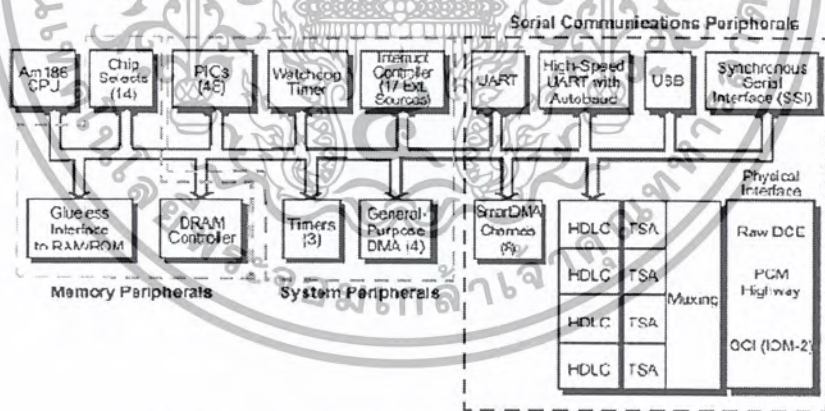 Serial Communications Peripherals
Am186
CPU
Chip
Selects
(14)
PIOs
(48)
Watchdog
Timer
Interrupt
Controller
(17 Ext.
Sources)
UART
High-Speed
UART with
Autobaud
USB
Synchronous
Serial
Interface (SSI)
Glueless
Interface
to RAM/ROM
DRAM
Controller
Timers
(3)
General-
Purpose
DMA (4)
SmartDMA
Channels
(8)
Physical
Interface
HDLC TSA
HDLC TSA
HDLC TSA
HDLC TSA
Muxing
Raw DCE
PCM
Highway
GCI (IOM-2)
Memory Peripherals
System Peripherals